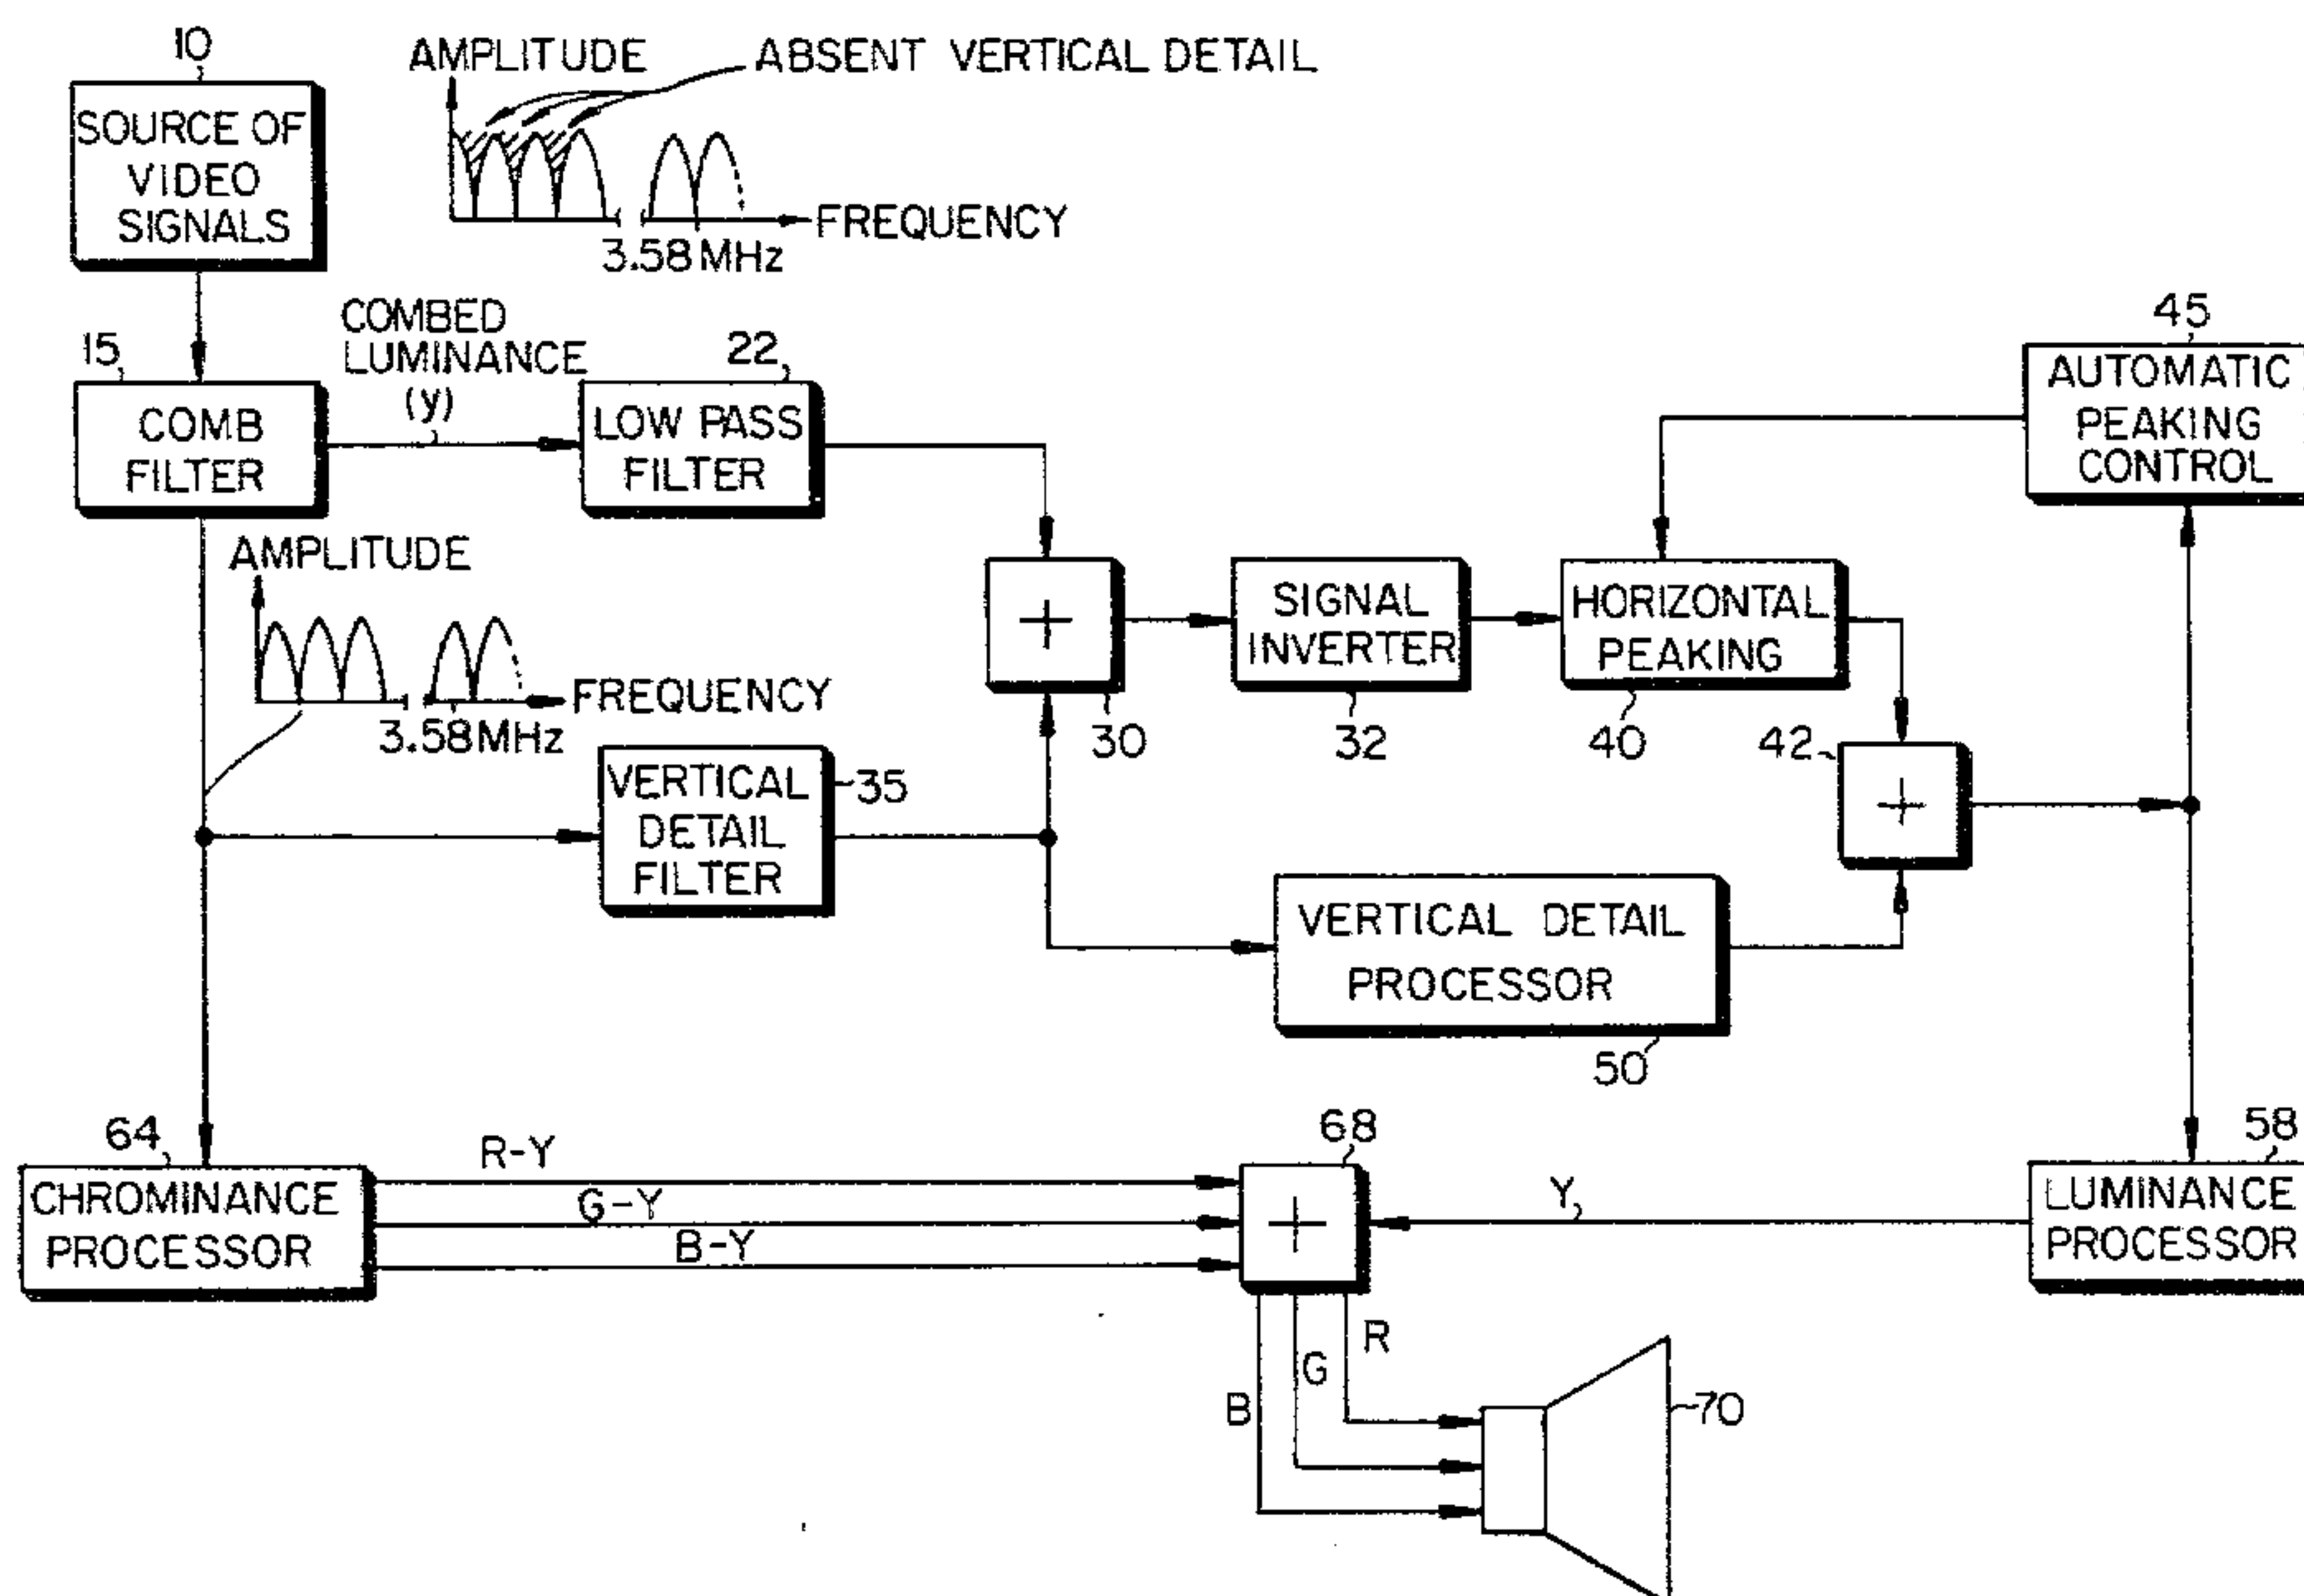 10
SOURCE OF
VIDEO
SIGNALS
AMPLITUDE
ABSENT VERTICAL DETAIL
FREQUENCY
3.58 MHz
15
COMB
FILTER
COMBED
LUMINANCE
(y)
22
LOW PASS
FILTER
45
AUTOMATIC
PEAKING
CONTROL
AMPLITUDE
FREQUENCY
3.58 MHz
+
30
SIGNAL
INVERTER
32
HORIZONTAL
PEAKING
40
42
+
VERTICAL
DETAIL
FILTER
35
VERTICAL DETAIL
PROCESSOR
50
64
CHROMINANCE
PROCESSOR
R-Y
G-Y
B-Y
68
+
Y
58
LUMINANCE
PROCESSOR
R
G
B
70